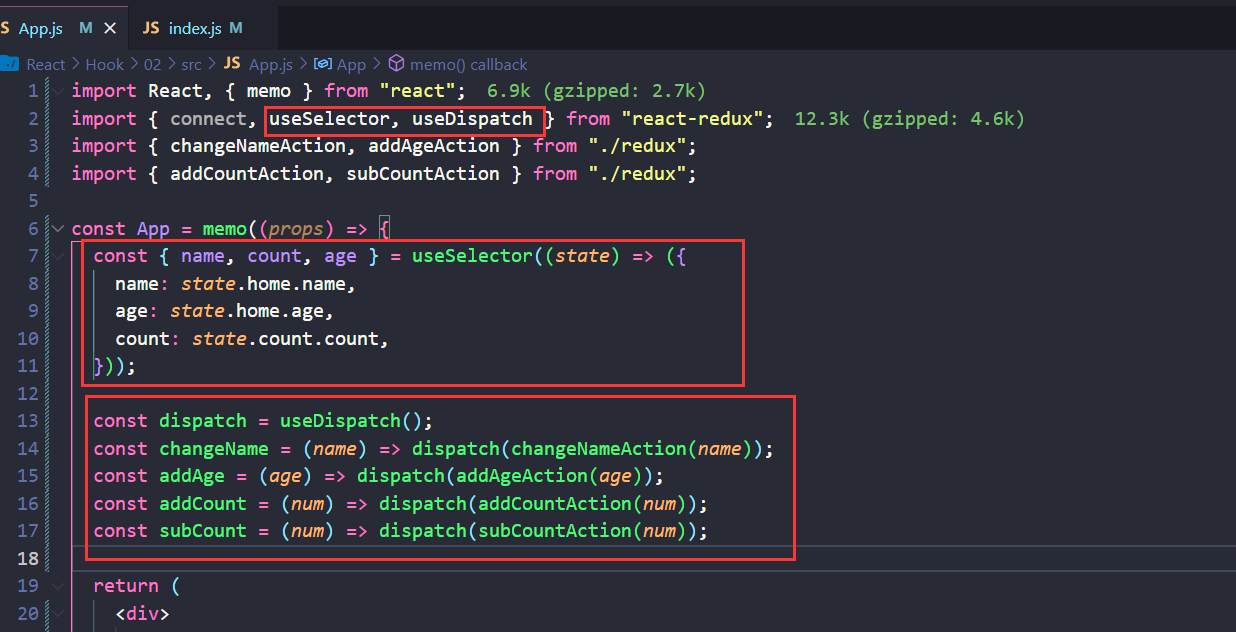 S App.js M ✕ JS index.js M
React > Hook > 02 > src > JS App.js > App > memo() callback
1 import React, { memo } from "react"; 6.9k (gzipped: 2.7k)
2 import { connect, useSelector, useDispatch } from "react-redux"; 12.3k (gzipped: 4.6k)
3 import { changeNameAction, addAgeAction } from "./redux";
4 import { addCountAction, subCountAction } from "./redux";
5
6 const App = memo((props) => {
7 const { name, count, age } = useSelector((state) => ({
8 name: state.home.name,
9 age: state.home.age,
10 count: state.count.count,
11 }));
12
13 const dispatch = useDispatch();
14 const changeName = (name) => dispatch(changeNameAction(name));
15 const addAge = (age) => dispatch(addAgeAction(age));
16 const addCount = (num) => dispatch(addCountAction(num));
17 const subCount = (num) => dispatch(subCountAction(num));
18
19 return (
20 <div>